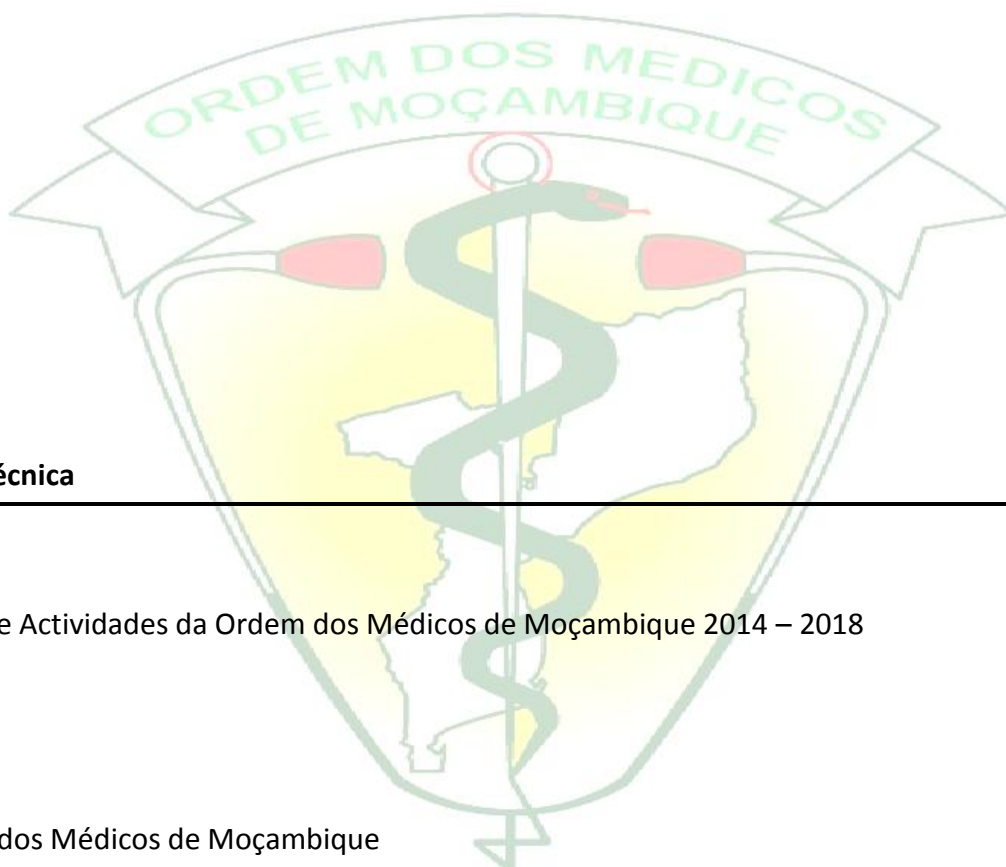 ORDEM DOS MEDICOS
DE MOÇAMBIQUE
écnica
e Actividades da Ordem dos Médicos de Moçambique 2014 – 2018
dos Médicos de Moçambique